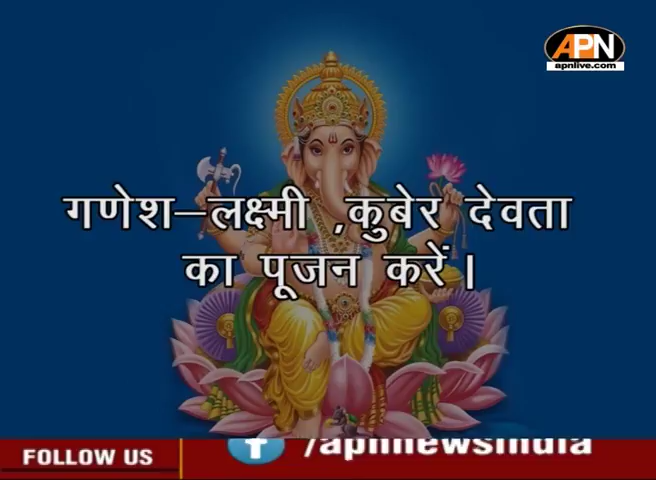 APN
apnlive.com
गणेश–लक्ष्मी ,कुबेर देवता
का पूजन करें।
FOLLOW US
f /apnnewsindia